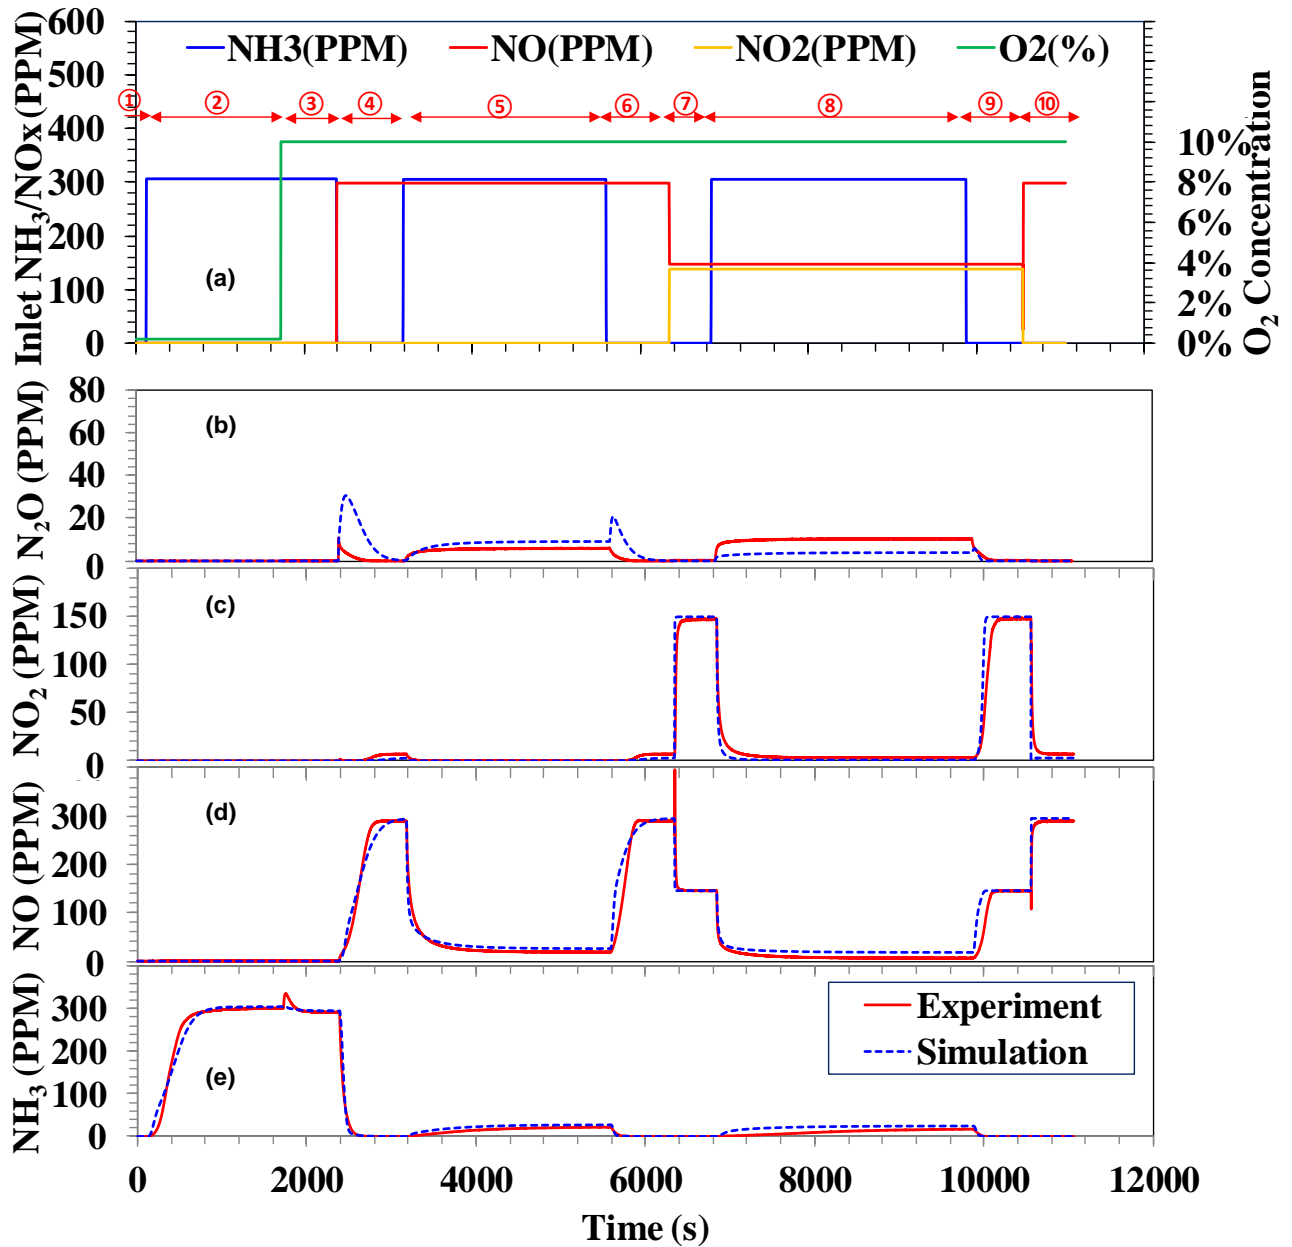 NH3(PPM) NO(PPM) NO2(PPM) O2(%)
① ② ③ ④ ⑤ ⑥ ⑦ ⑧ ⑨ ⑩
Inlet NH3/NOx (PPM)
600
500
400
300
200
100
0
(a)
10%
8%
6%
4%
2%
0%
O2 Concentration
N2O (PPM)
80
60
40
20
0
(b)
NO2 (PPM)
150
100
50
0
(c)
NO (PPM)
300
200
100
0
(d)
NH3 (PPM)
300
200
100
0
(e)
Experiment
Simulation
0 2000 4000 6000 8000 10000 12000
Time (s)